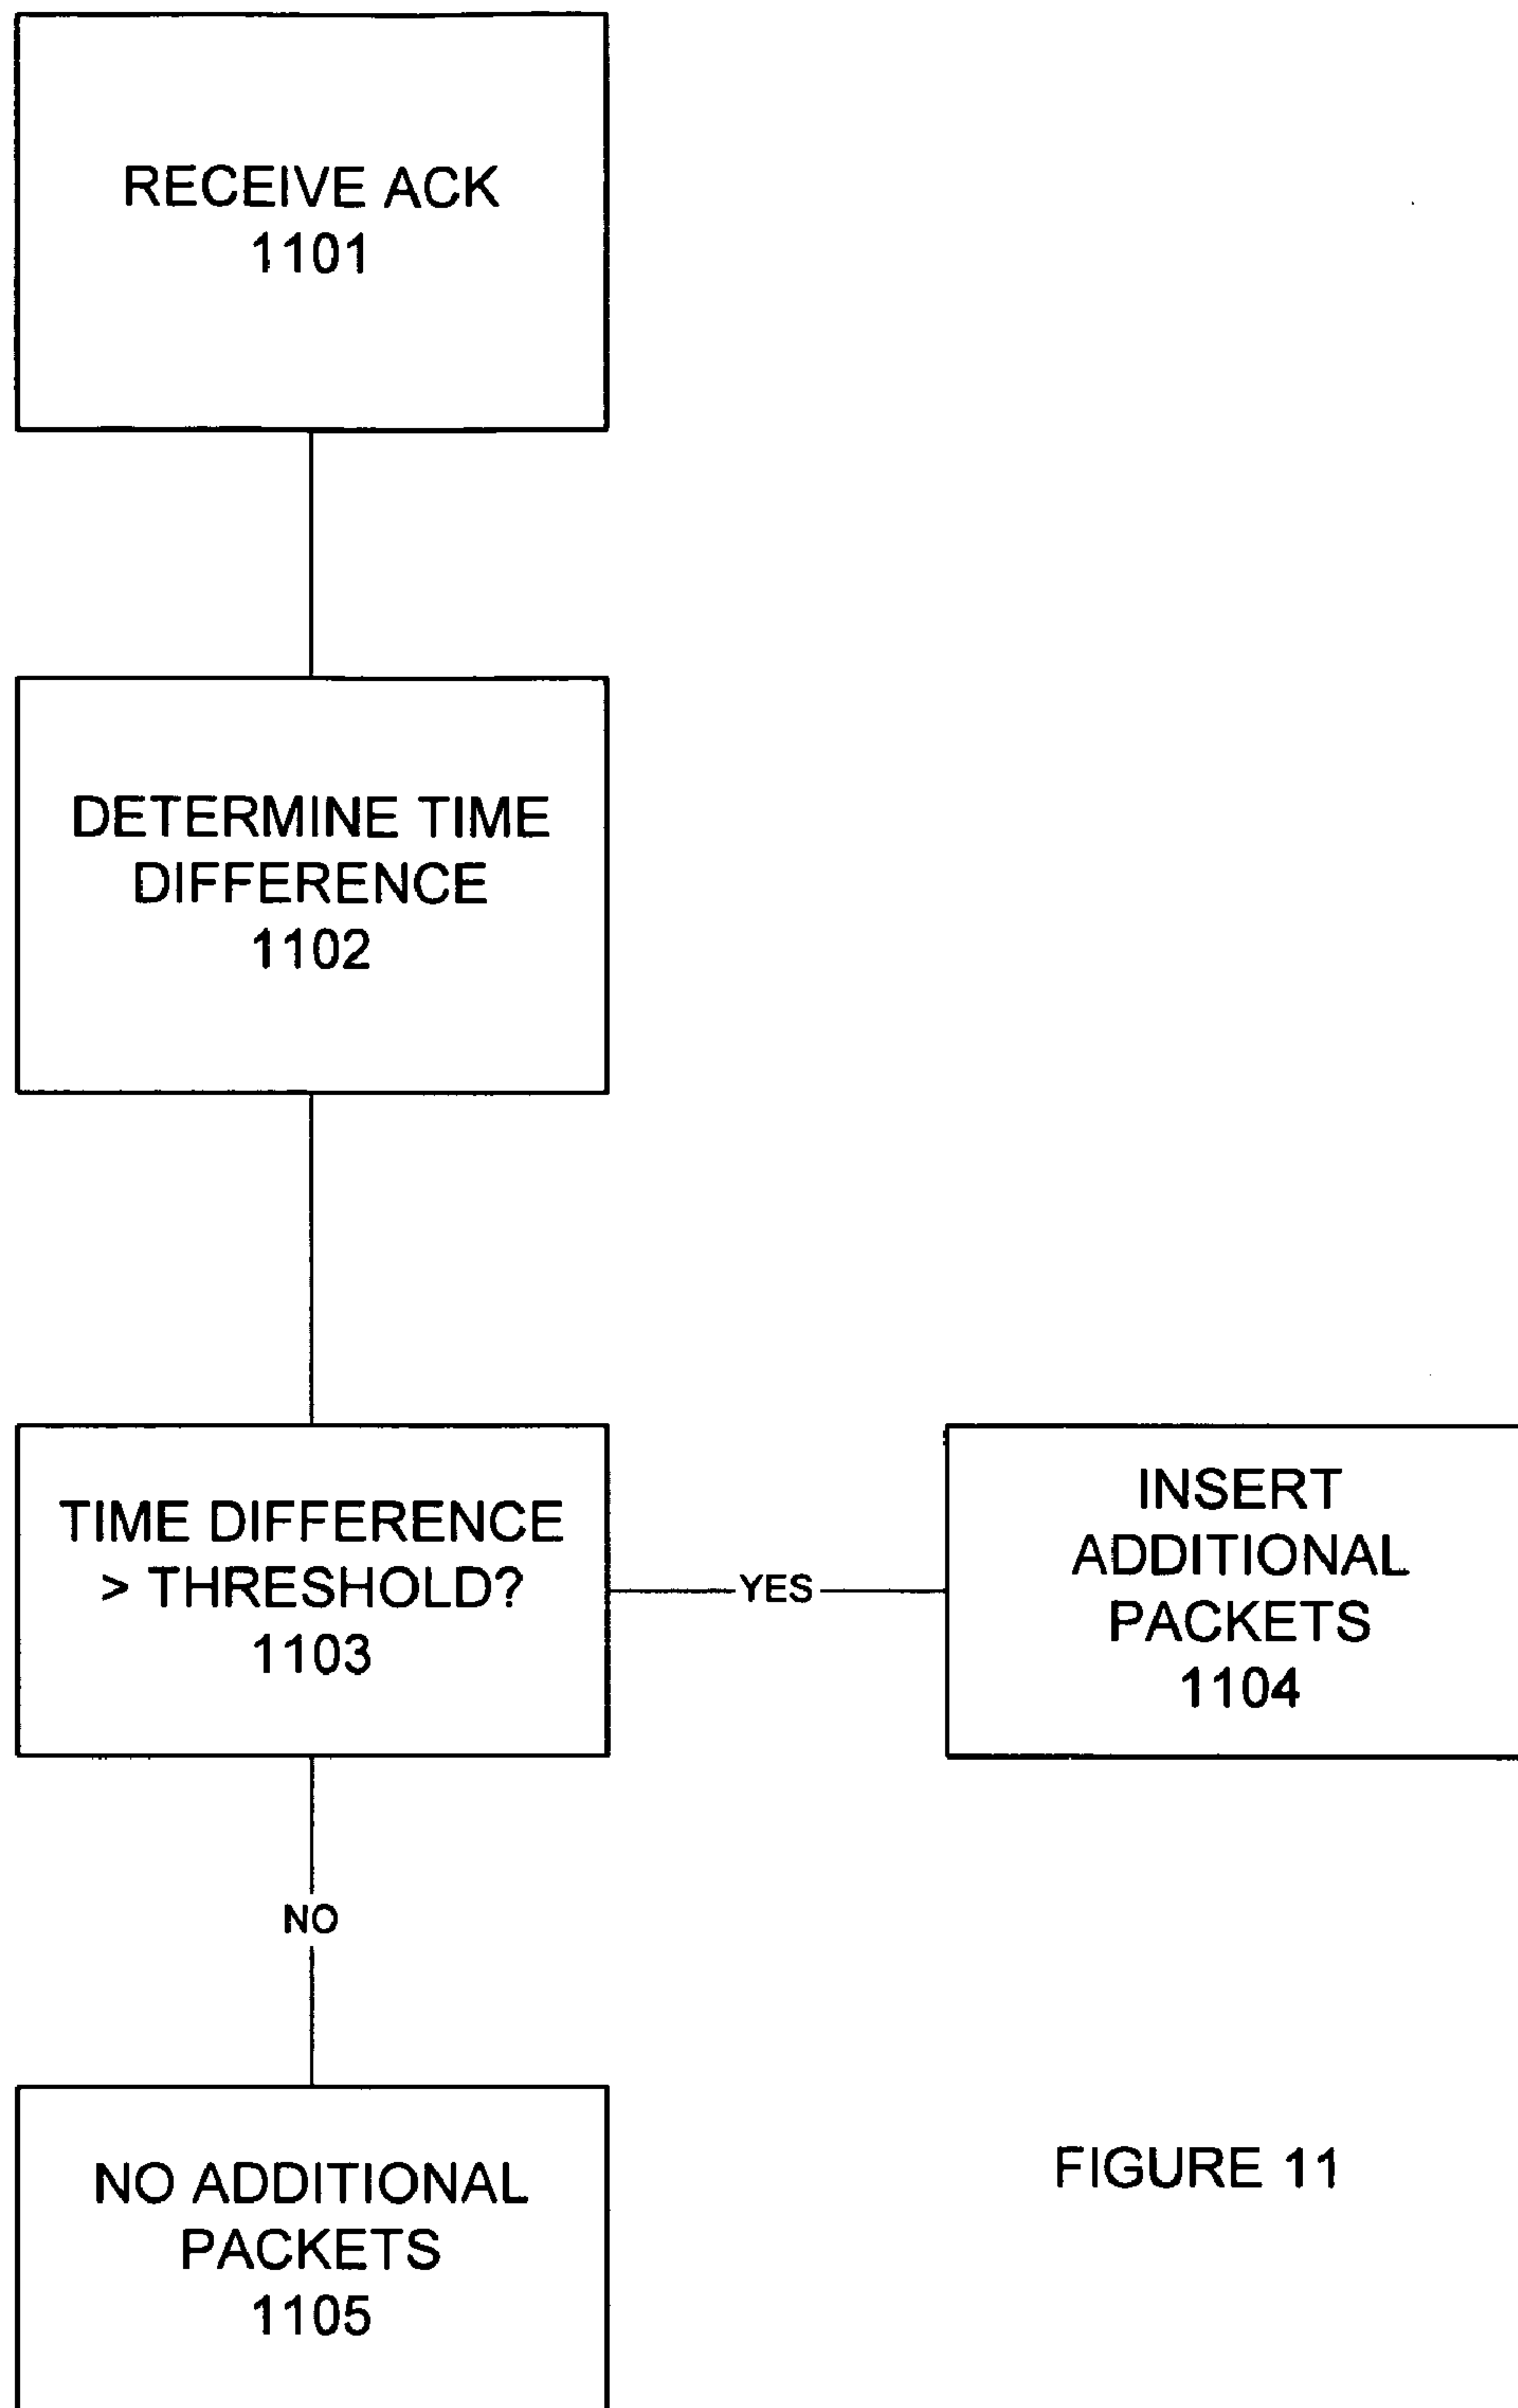 RECEIVE ACK
1101
DETERMINE TIME
DIFFERENCE
1102
TIME DIFFERENCE
> THRESHOLD?
1103
YES
INSERT
ADDITIONAL
PACKETS
1104
NO
NO ADDITIONAL
PACKETS
1105
FIGURE 11